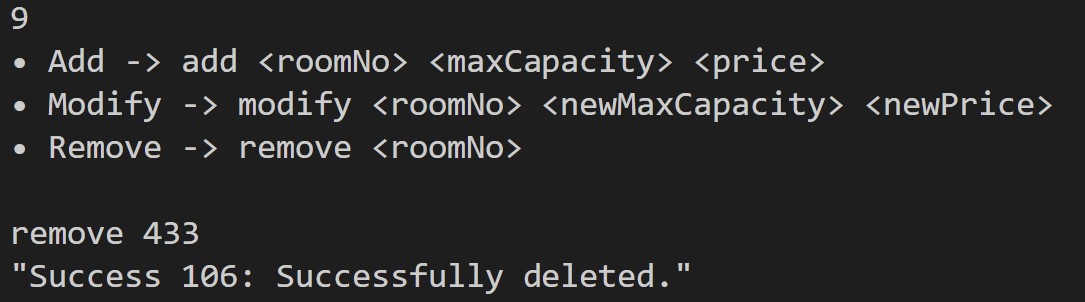 9
• Add -> add <roomNo> <maxCapacity> <price>
• Modify -> modify <roomNo> <newMaxCapacity> <newPrice>
• Remove -> remove <roomNo>
remove 433
"Success 106: Successfully deleted."